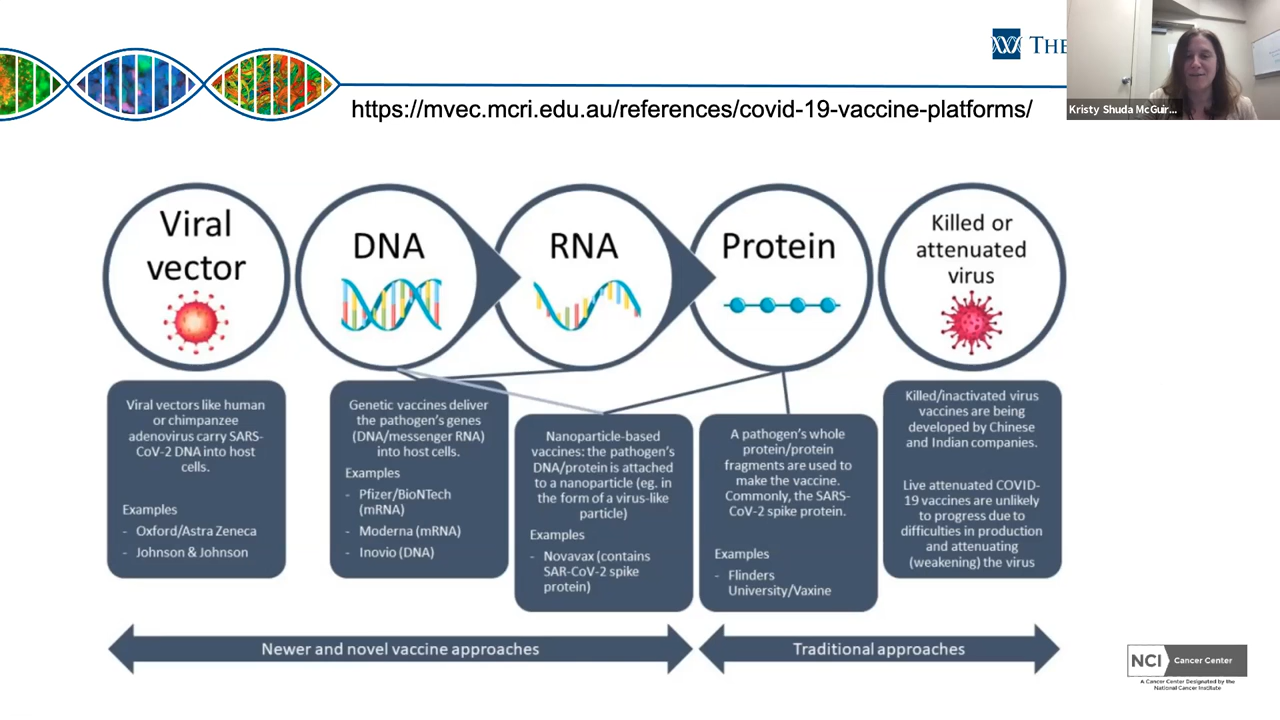 THE
https://mvec.mcri.edu.au/references/covid-19-vaccine-platforms/
Kristy Shuda McGuir...
Viral
vector
DNA
RNA
Protein
Killed or
attenuated
virus
Viral vectors like human
or chimpanzee
adenovirus carry SARS-
CoV-2 DNA into host
cells.
Examples
- Oxford/Astra Zeneca
- Johnson & Johnson
Genetic vaccines deliver
the pathogen's genes
(DNA/messenger RNA)
into host cells.
Examples
- Pfizer/BioNTech
(mRNA)
- Moderna (mRNA)
- Inovio (DNA)
Nanoparticle-based
vaccines: the pathogen's
DNA/protein is attached
to a nanoparticle (eg. in
the form of a virus-like
particle)
Examples
- Novavax (contains
SAR-CoV-2 spike
protein)
A pathogen's whole
protein/protein
fragments are used to
make the vaccine.
Commonly, the SARS-
CoV-2 spike protein.
Examples
- Flinders
University/Vaxine
Killed/inactivated virus
vaccines are being
developed by Chinese
and Indian companies.
Live attenuated COVID-
19 vaccines are unlikely
to progress due to
difficulties in production
and attenuating
(weakening) the virus
Newer and novel vaccine approaches
Traditional approaches
NCI Cancer Center
A Cancer Center Designated by the
National Cancer Institute